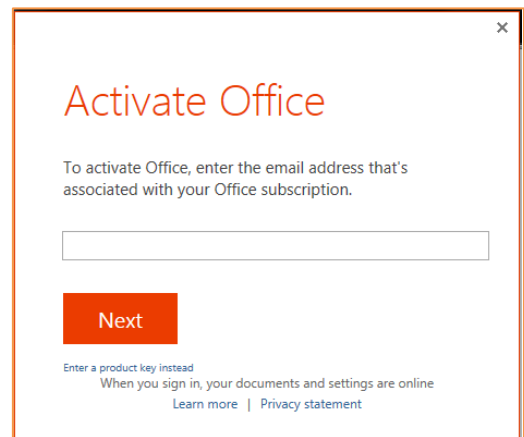 Activate Office
To activate Office, enter the email address that's
associated with your Office subscription.
Next
Enter a product key instead
When you sign in, your documents and settings are online
Learn more | Privacy statement